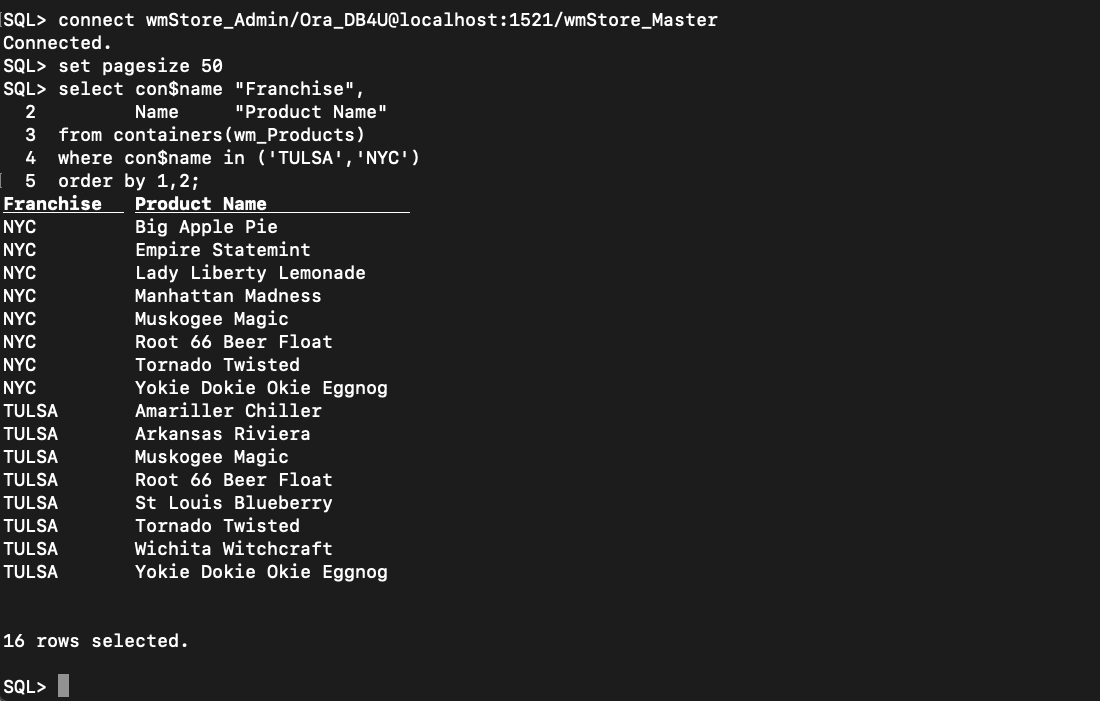 SQL> connect wmStore_Admin/Ora_DB4U@localhost:1521/wmStore_Master
Connected.
SQL> set pagesize 50
SQL> select con$name "Franchise",
  2         Name     "Product Name"
  3  from containers(wm_Products)
  4  where con$name in ('TULSA','NYC')
  5  order by 1,2;
Franchise   Product Name
NYC         Big Apple Pie
NYC         Empire Statemint
NYC         Lady Liberty Lemonade
NYC         Manhattan Madness
NYC         Muskogee Magic
NYC         Root 66 Beer Float
NYC         Tornado Twisted
NYC         Yokie Dokie Okie Eggnog
TULSA       Amariller Chiller
TULSA       Arkansas Riviera
TULSA       Muskogee Magic
TULSA       Root 66 Beer Float
TULSA       St Louis Blueberry
TULSA       Tornado Twisted
TULSA       Wichita Witchcraft
TULSA       Yokie Dokie Okie Eggnog
16 rows selected.
SQL>